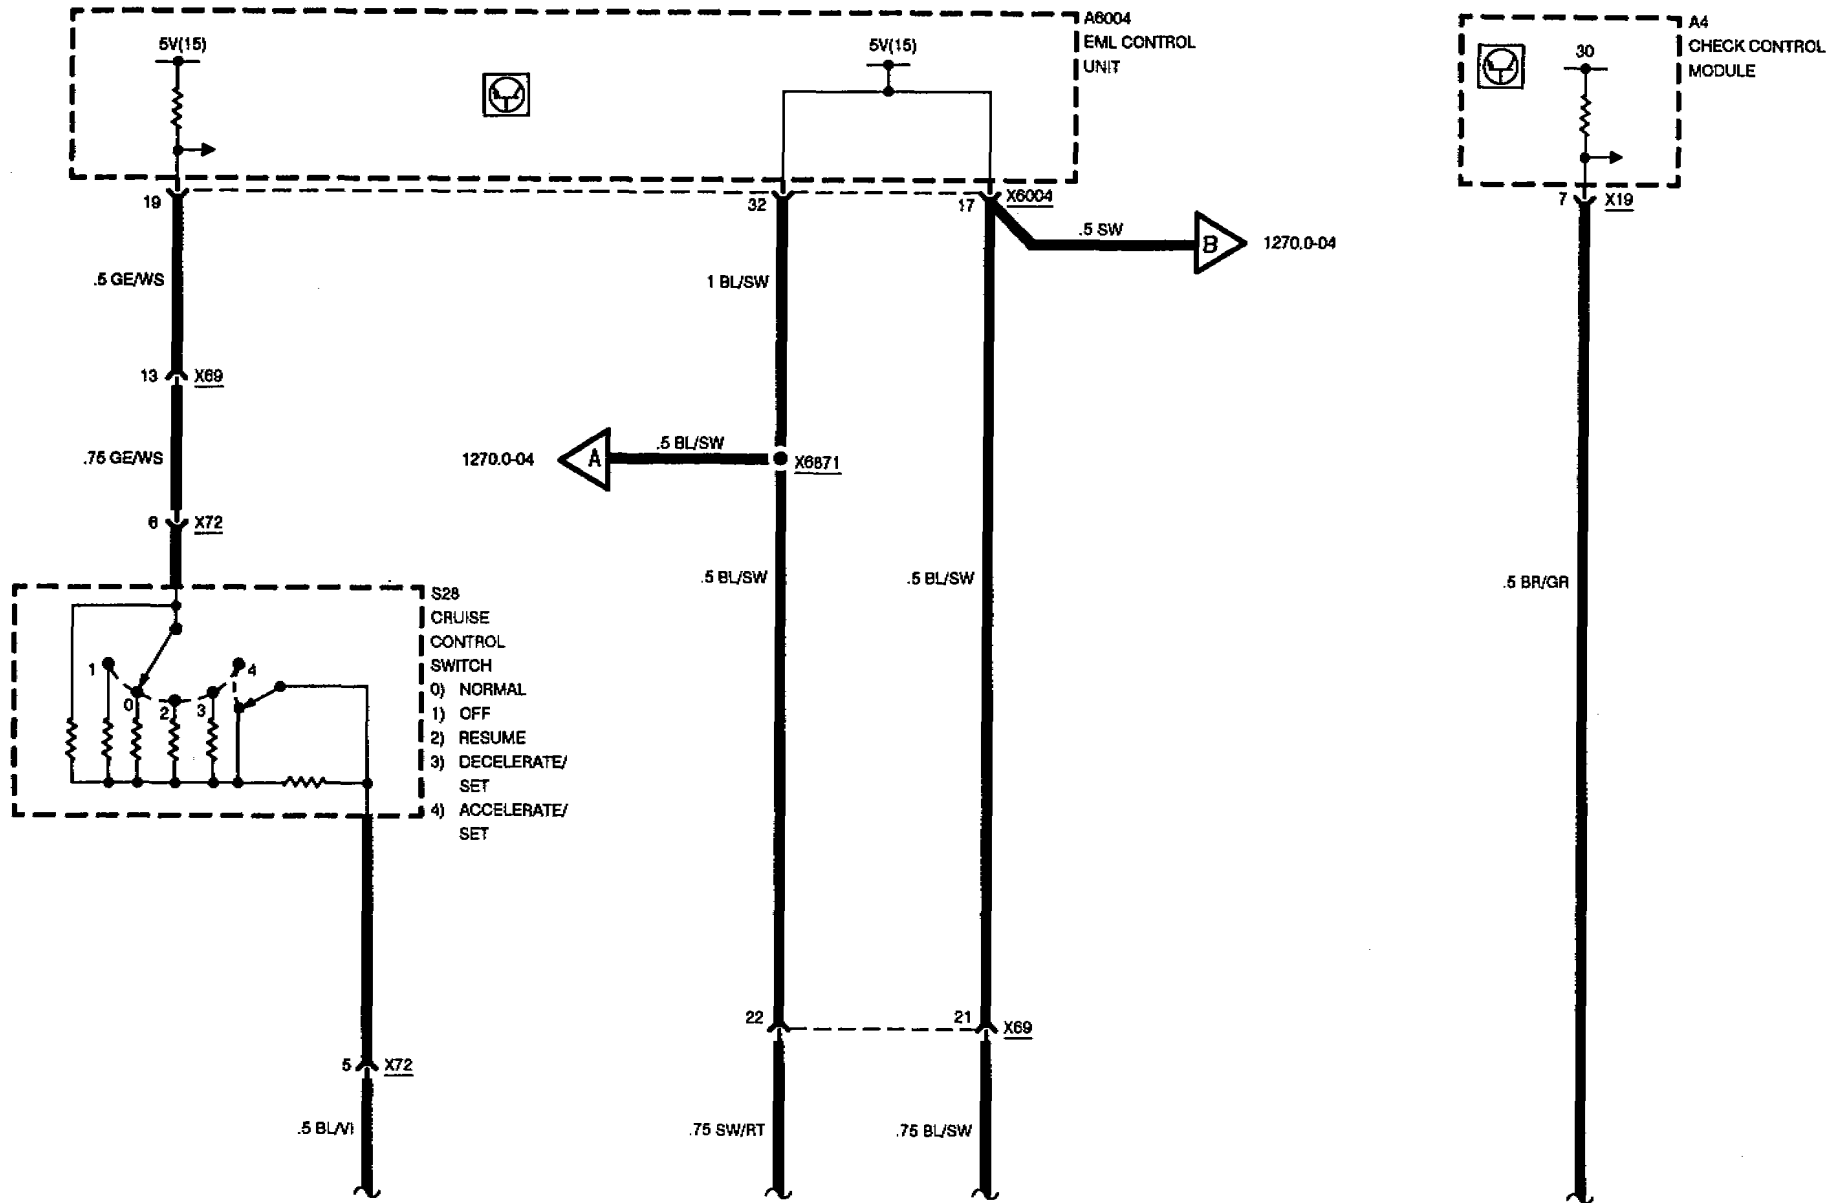 A6004
EML CONTROL
UNIT
5V(15)
5V(15)
A4
CHECK CONTROL
MODULE
30
19
32
17
X6004
7
X19
.5 SW
B
1270.0-04
.5 GE/WS
1 BL/SW
13
X69
.75 GE/WS
1270.0-04
A
.5 BL/SW
X6871
6
X72
.5 BL/SW
.5 BL/SW
.5 BR/GR
S28
CRUISE
CONTROL
SWITCH
0) NORMAL
1) OFF
2) RESUME
3) DECELERATE/
SET
4) ACCELERATE/
SET
1
0
2
3
4
22
21
X69
5
X72
.5 BL/VI
.75 SW/RT
.75 BL/SW